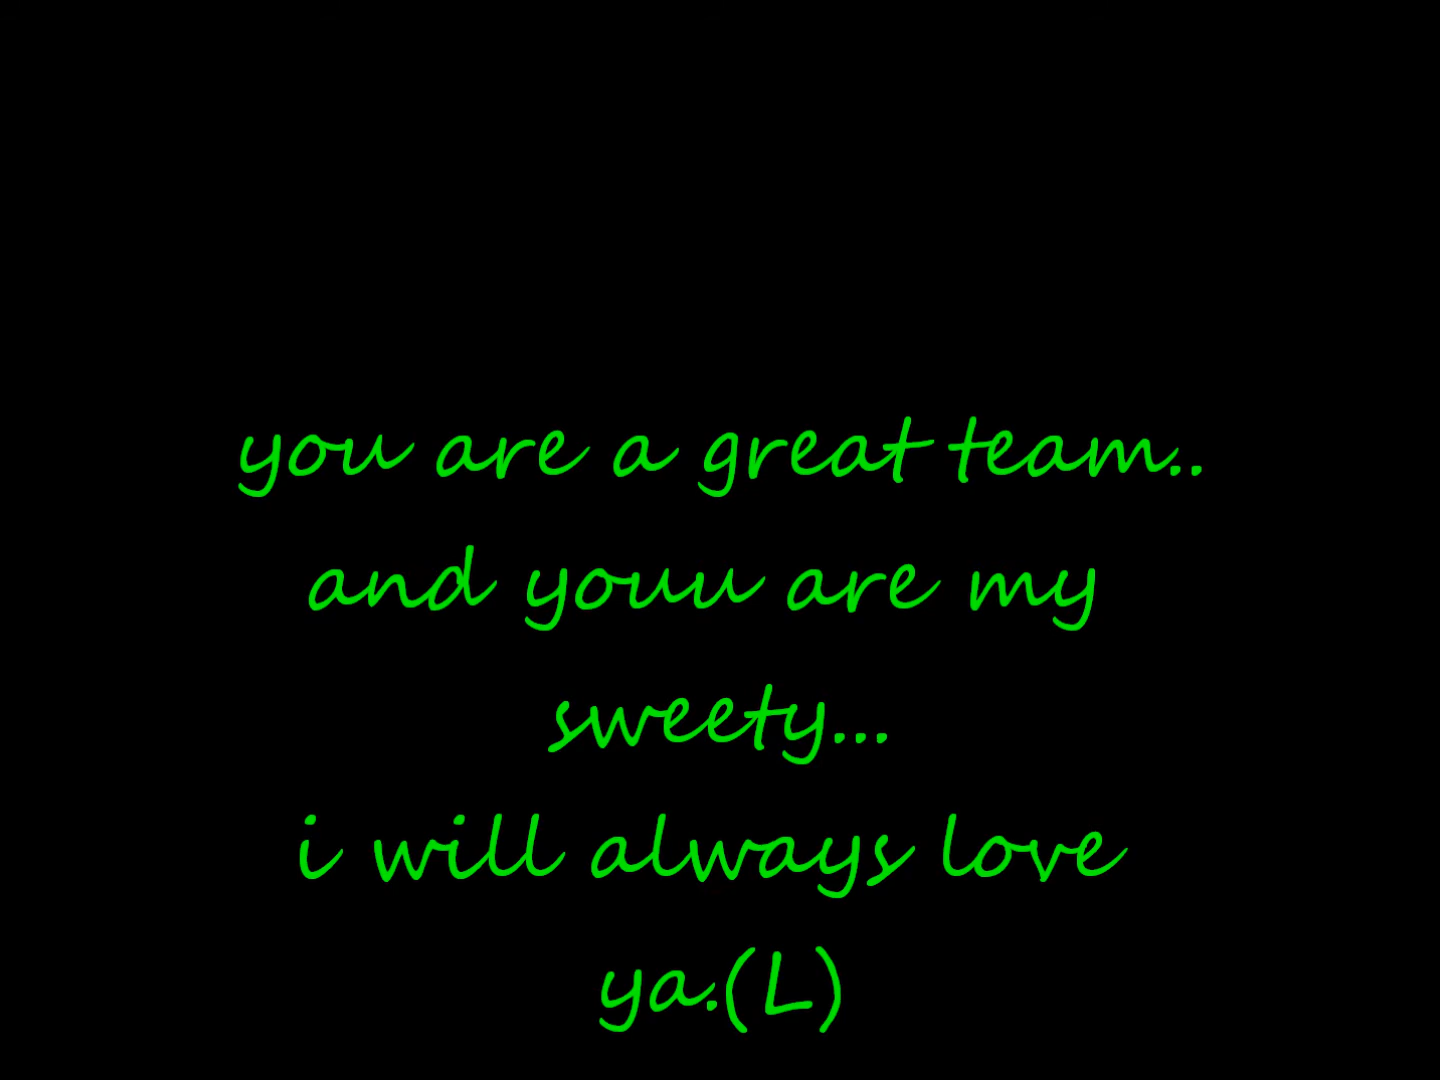 you are a great team..
and youu are my
sweety...
i will always love
ya.(L)